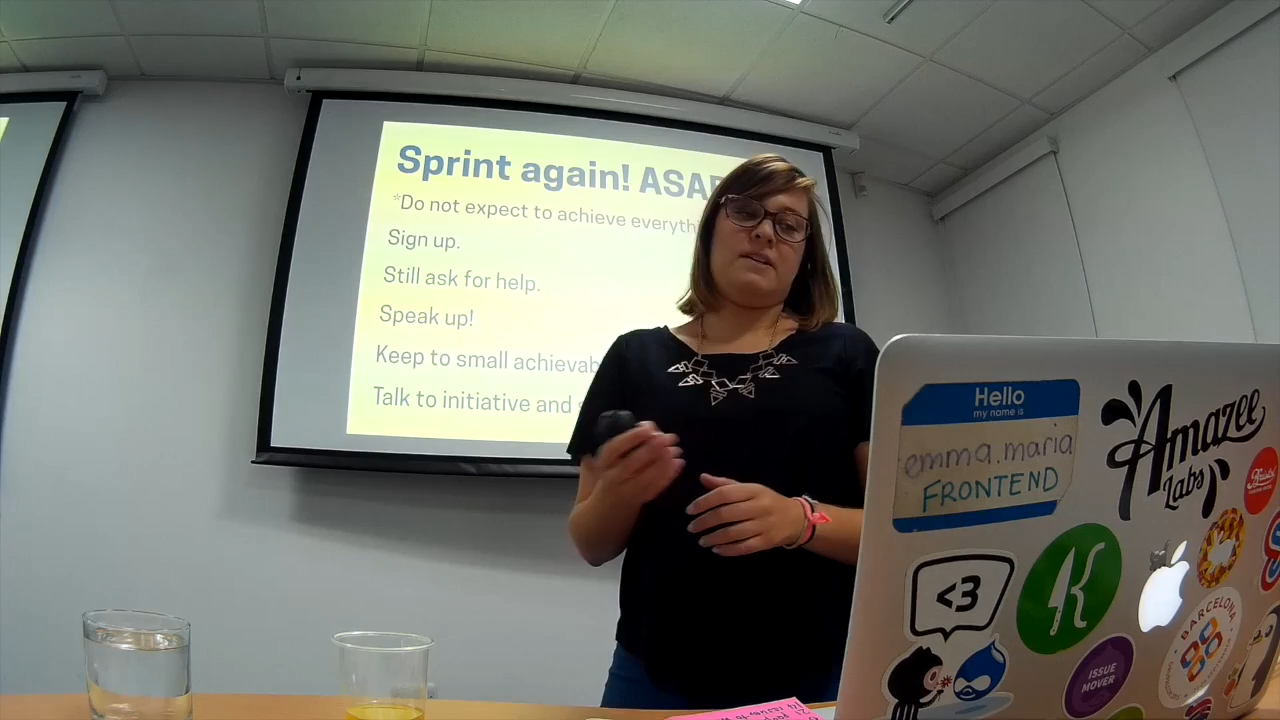 Sprint again! ASAP
*Do not expect to achieve everyth
Sign up.
Still ask for help.
Speak up!
Keep to small achievab
Talk to initiative and
Hello
my name is
emma.maria
FRONTEND
Amazee
Labs
<3
K
ISSUE
MOVER
BARCELONA